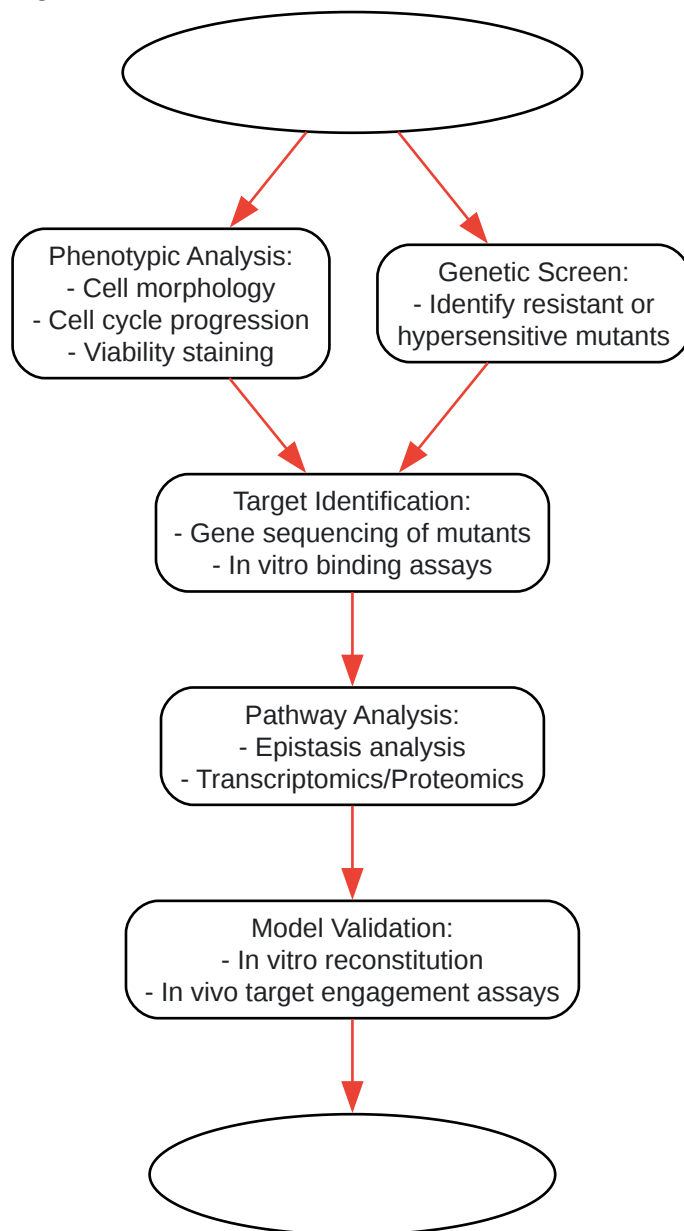 Phenotypic Analysis:
- Cell morphology
- Cell cycle progression
- Viability staining
Genetic Screen:
- Identify resistant or
hypersensitive mutants
Target Identification:
- Gene sequencing of mutants
- In vitro binding assays
Pathway Analysis:
- Epistasis analysis
- Transcriptomics/Proteomics
Model Validation:
- In vitro reconstitution
- In vivo target engagement assays